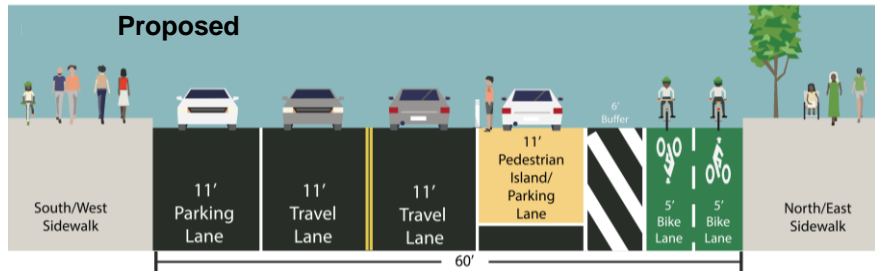 Proposed
6'
Buffer
South/West
Sidewalk
11'
Parking
Lane
11'
Travel
Lane
11'
Travel
Lane
11'
Pedestrian
Island/
Parking
Lane
5'
Bike
Lane
5'
Bike
Lane
North/East
Sidewalk
60'